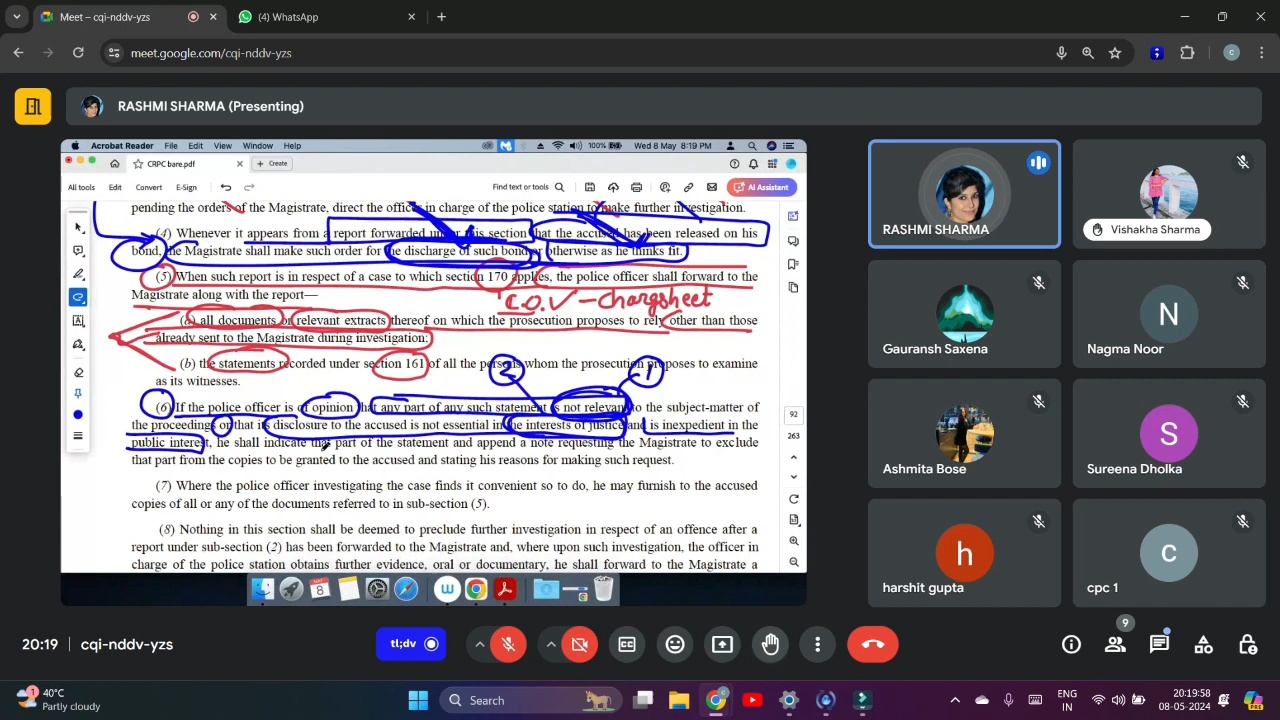 Meet – cqi-nddv-yzs
(4) WhatsApp
meet.google.com/cqi-nddv-yzs
c
RASHMI SHARMA (Presenting)
Acrobat Reader File Edit View Window Help
100% Wed 8 May 8:19 PM
CRPC bare.pdf
+ Create
All tools Edit Convert E-Sign
Find text or tools
AI Assistant
pending the orders of the Magistrate, direct the officer in charge of the police station to make further investigation.
(4) Whenever it appears from a report forwarded under this section that the accused has been released on his
bond, the Magistrate shall make such order for the discharge of such bond or otherwise as he thinks fit.
(5) When such report is in respect of a case to which section 170 applies, the police officer shall forward to the
Magistrate along with the report—
C.O.V – chargsheet
(a) all documents or relevant extracts thereof on which the prosecution proposes to rely other than those
already sent to the Magistrate during investigation;
(b) the statements recorded under section 161 of all the persons whom the prosecution proposes to examine
as its witnesses.
2 1
(6) If the police officer is of opinion that any part of any such statement is not relevant to the subject-matter of
the proceedings or that its disclosure to the accused is not essential in the interests of justice and is inexpedient in the
public interest, he shall indicate that part of the statement and append a note requesting the Magistrate to exclude
that part from the copies to be granted to the accused and stating his reasons for making such request.
(7) Where the police officer investigating the case finds it convenient so to do, he may furnish to the accused
copies of all or any of the documents referred to in sub-section (5).
(8) Nothing in this section shall be deemed to preclude further investigation in respect of an offence after a
report under sub-section (2) has been forwarded to the Magistrate and, where upon such investigation, the officer in
charge of the police station obtains further evidence, oral or documentary, he shall forward to the Magistrate a
92
263
MAY
8
RASHMI SHARMA
Vishakha Sharma
Gauransh Saxena
N
Nagma Noor
Ashmita Bose
S
Sureena Dholka
h
harshit gupta
c
cpc 1
20:19 cqi-nddv-yzs
tl;dv
9
1
40°C
Partly cloudy
Search
ENG
IN
20:19:58
08-05-2024